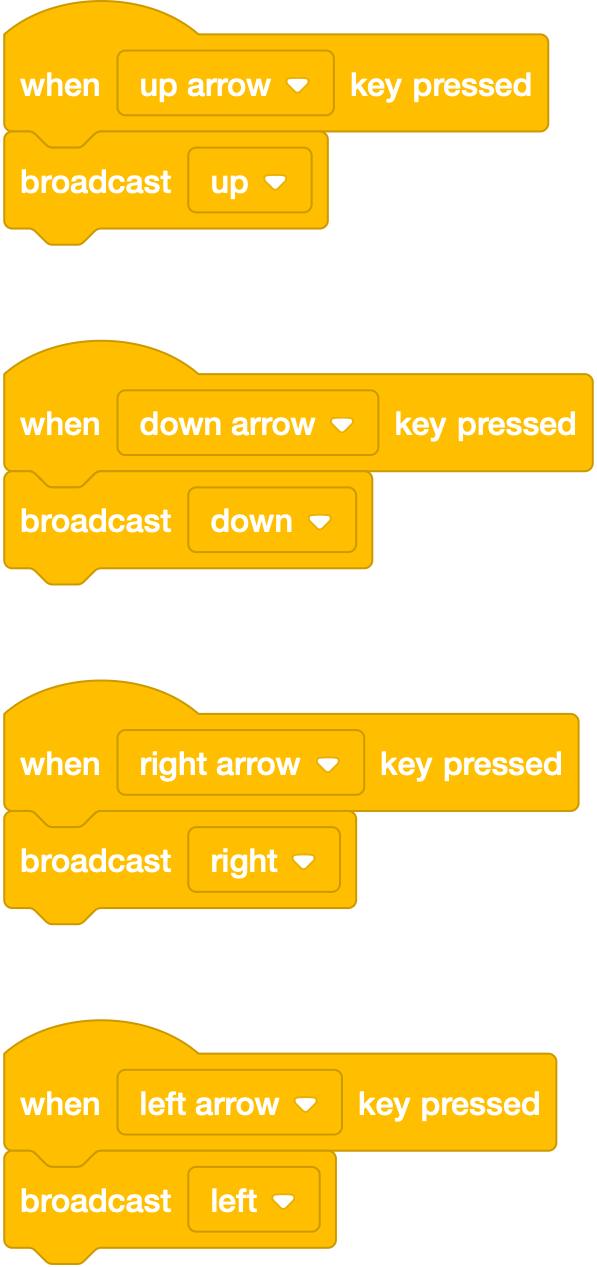 when up arrow key pressed
broadcast up
when down arrow key pressed
broadcast down
when right arrow key pressed
broadcast right
when left arrow key pressed
broadcast left